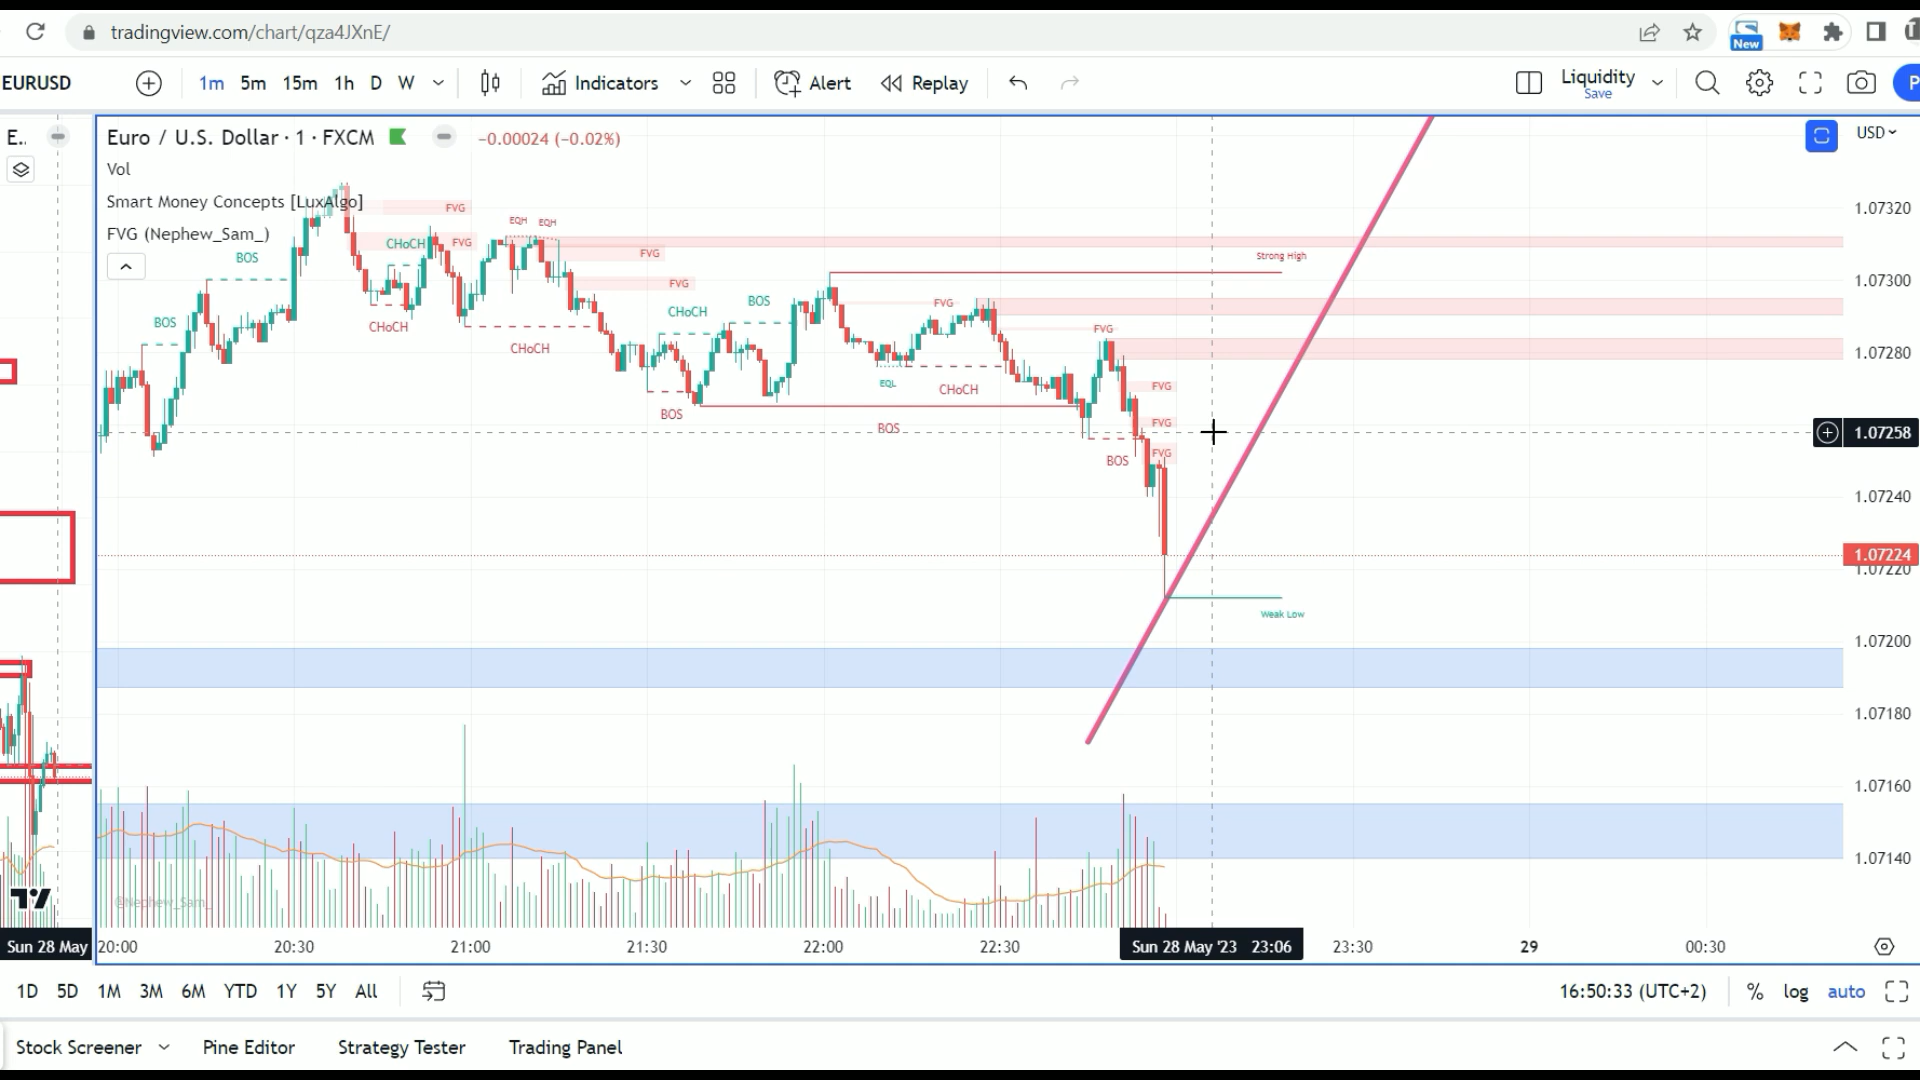 tradingview.com/chart/qza4JXnE/
New
EURUSD
1m 5m 15m 1h D W
Indicators
Alert
Replay
Liquidity
Save
P
E..
Euro / U.S. Dollar · 1 · FXCM
−0.00024 (−0.02%)
USD
Vol
Smart Money Concepts [LuxAlgo]
FVG (Nephew_Sam_)
FVG
EQH
EQH
1.07320
CHoCH
FVG
FVG
BOS
Strong High
1.07300
FVG
BOS
FVG
CHoCH
BOS
CHoCH
FVG
CHoCH
1.07280
EQL
CHoCH
FVG
BOS
BOS
FVG
1.07258
BOS
FVG
1.07240
1.07224
1.07220
Weak Low
1.07200
1.07180
1.07160
1.07140
@Nephew_Sam_
Sun 28 May
20:00 20:30 21:00 21:30 22:00 22:30
Sun 28 May '23 23:06
23:30 29 00:30
1D 5D 1M 3M 6M YTD 1Y 5Y All
16:50:33 (UTC+2)
% log auto
Stock Screener
Pine Editor
Strategy Tester
Trading Panel